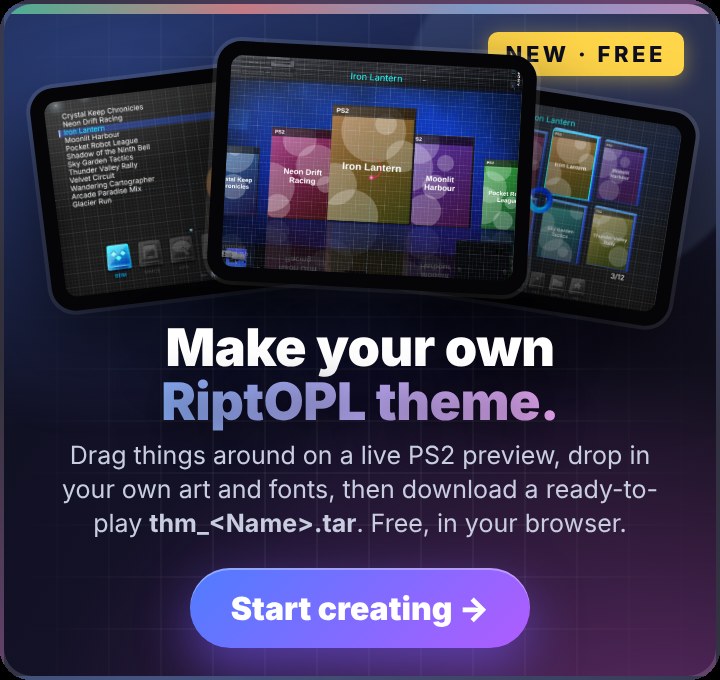 NEW · FREE
Crystal Keep Chronicles
Neon Drift Racing
Iron Lantern
Moonlit Harbour
Pocket Robot League
Shadow of the Ninth Bell
Sky Garden Tactics
Thunder Valley Rally
Velvet Circuit
Wandering Cartographer
Arcade Paradise Mix
Glacier Run
NEW
Iron Lantern
PS2
PS2
Neon Drift
Racing
Iron Lantern
Moonlit
Harbour
Iron Lantern
3/12
Make your own
RiptOPL theme.
Drag things around on a live PS2 preview, drop in
your own art and fonts, then download a ready-to-
play thm_<Name>.tar. Free, in your browser.
Start creating →